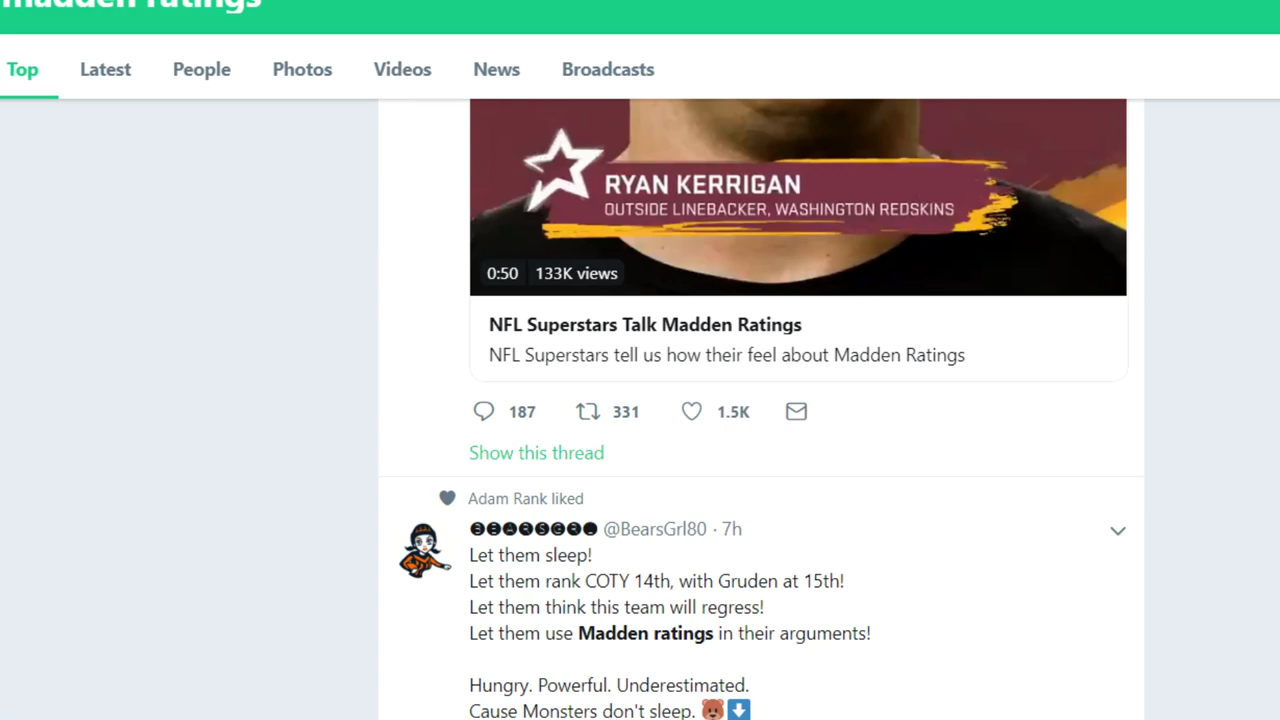 madden ratings
Top Latest People Photos Videos News Broadcasts
RYAN KERRIGAN
OUTSIDE LINEBACKER, WASHINGTON REDSKINS
0:50 133K views
NFL Superstars Talk Madden Ratings
NFL Superstars tell us how their feel about Madden Ratings
187 331 1.5K
Show this thread
Adam Rank liked
🅑🅔🅐🅡🅢🅖🅡🅛 @BearsGrl80 · 7h
Let them sleep!
Let them rank COTY 14th, with Gruden at 15th!
Let them think this team will regress!
Let them use Madden ratings in their arguments!
Hungry. Powerful. Underestimated.
Cause Monsters don't sleep. 🐻⬇️